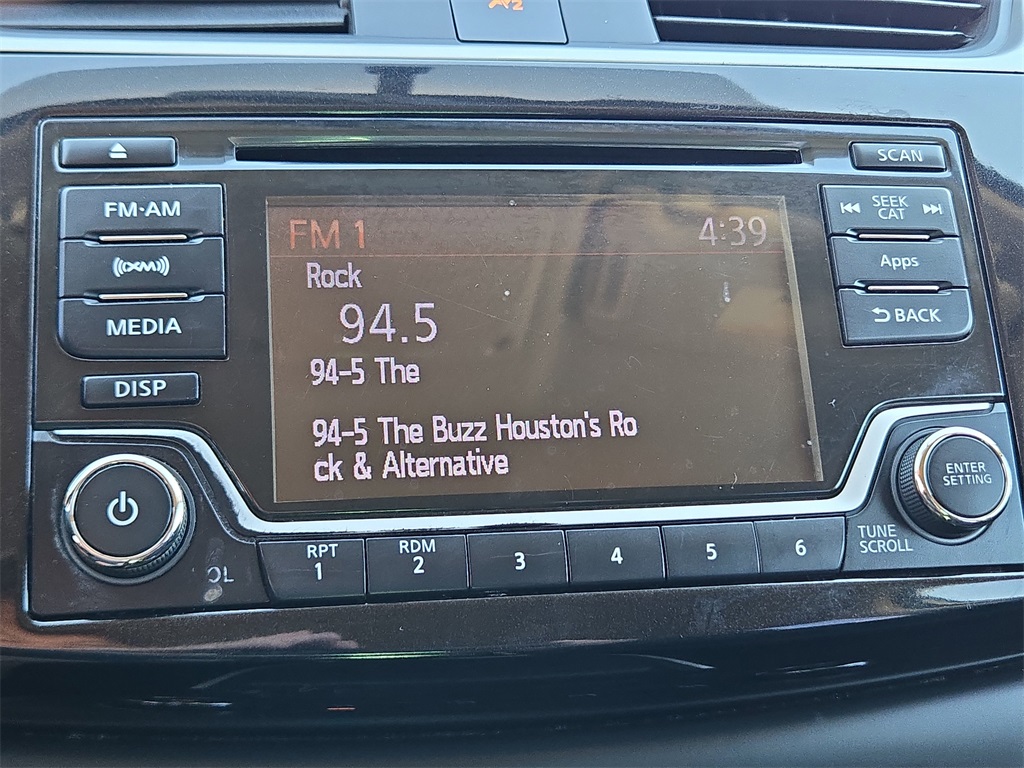 SCAN
FM·AM
SEEK
CAT
FM 1
4:39
(XM)
Rock
Apps
94.5
MEDIA
BACK
94-5 The
DISP
94-5 The Buzz Houston's Ro
ck & Alternative
ENTER
SETTING
TUNE
SCROLL
RPT
1
RDM
2
3
4
5
6
OL